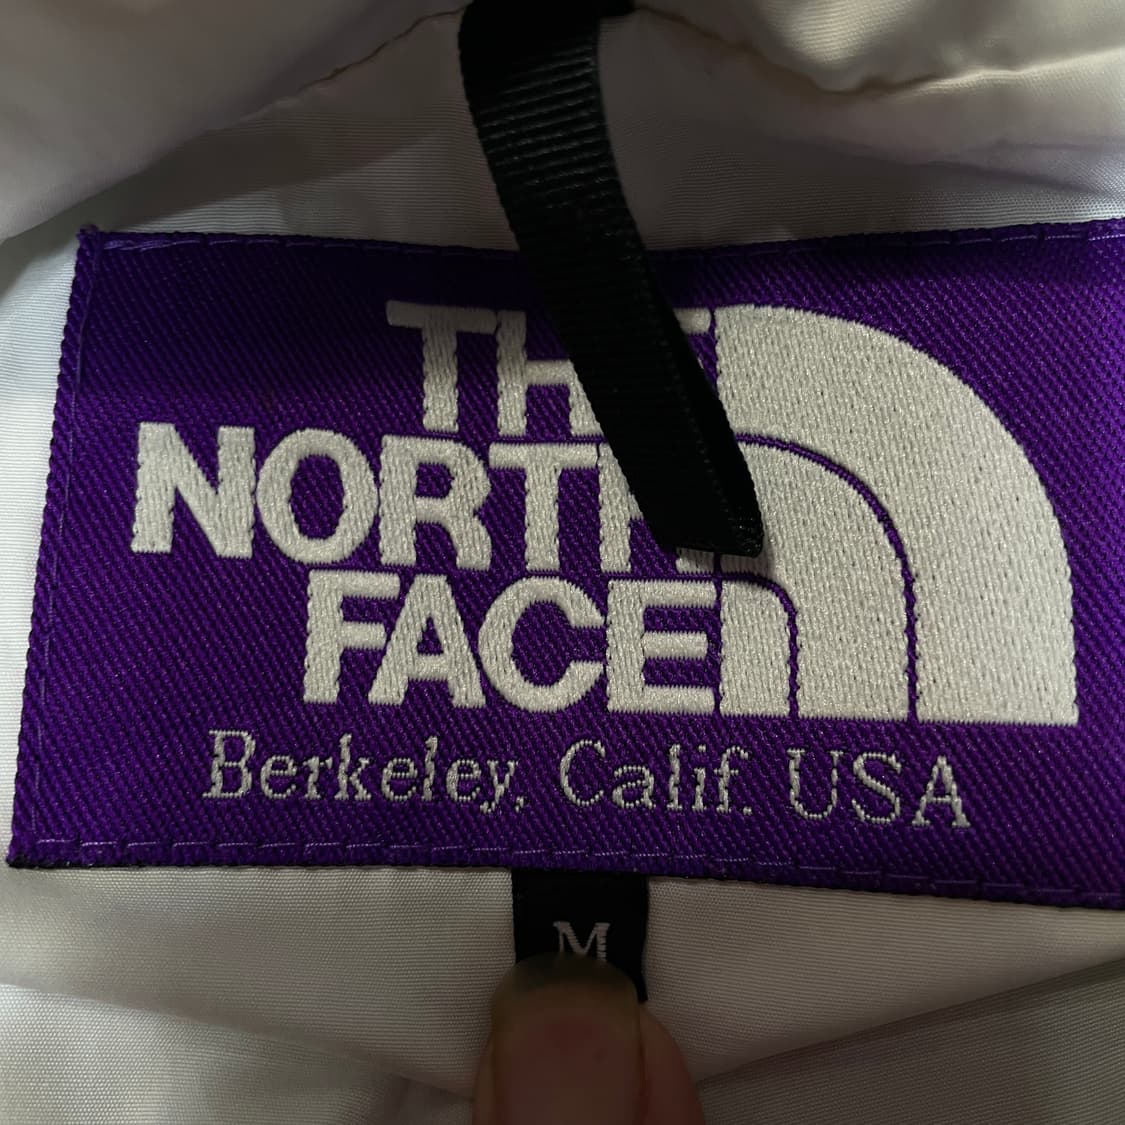 THE
NORTH
FACE
Berkeley, Calif. USA
M